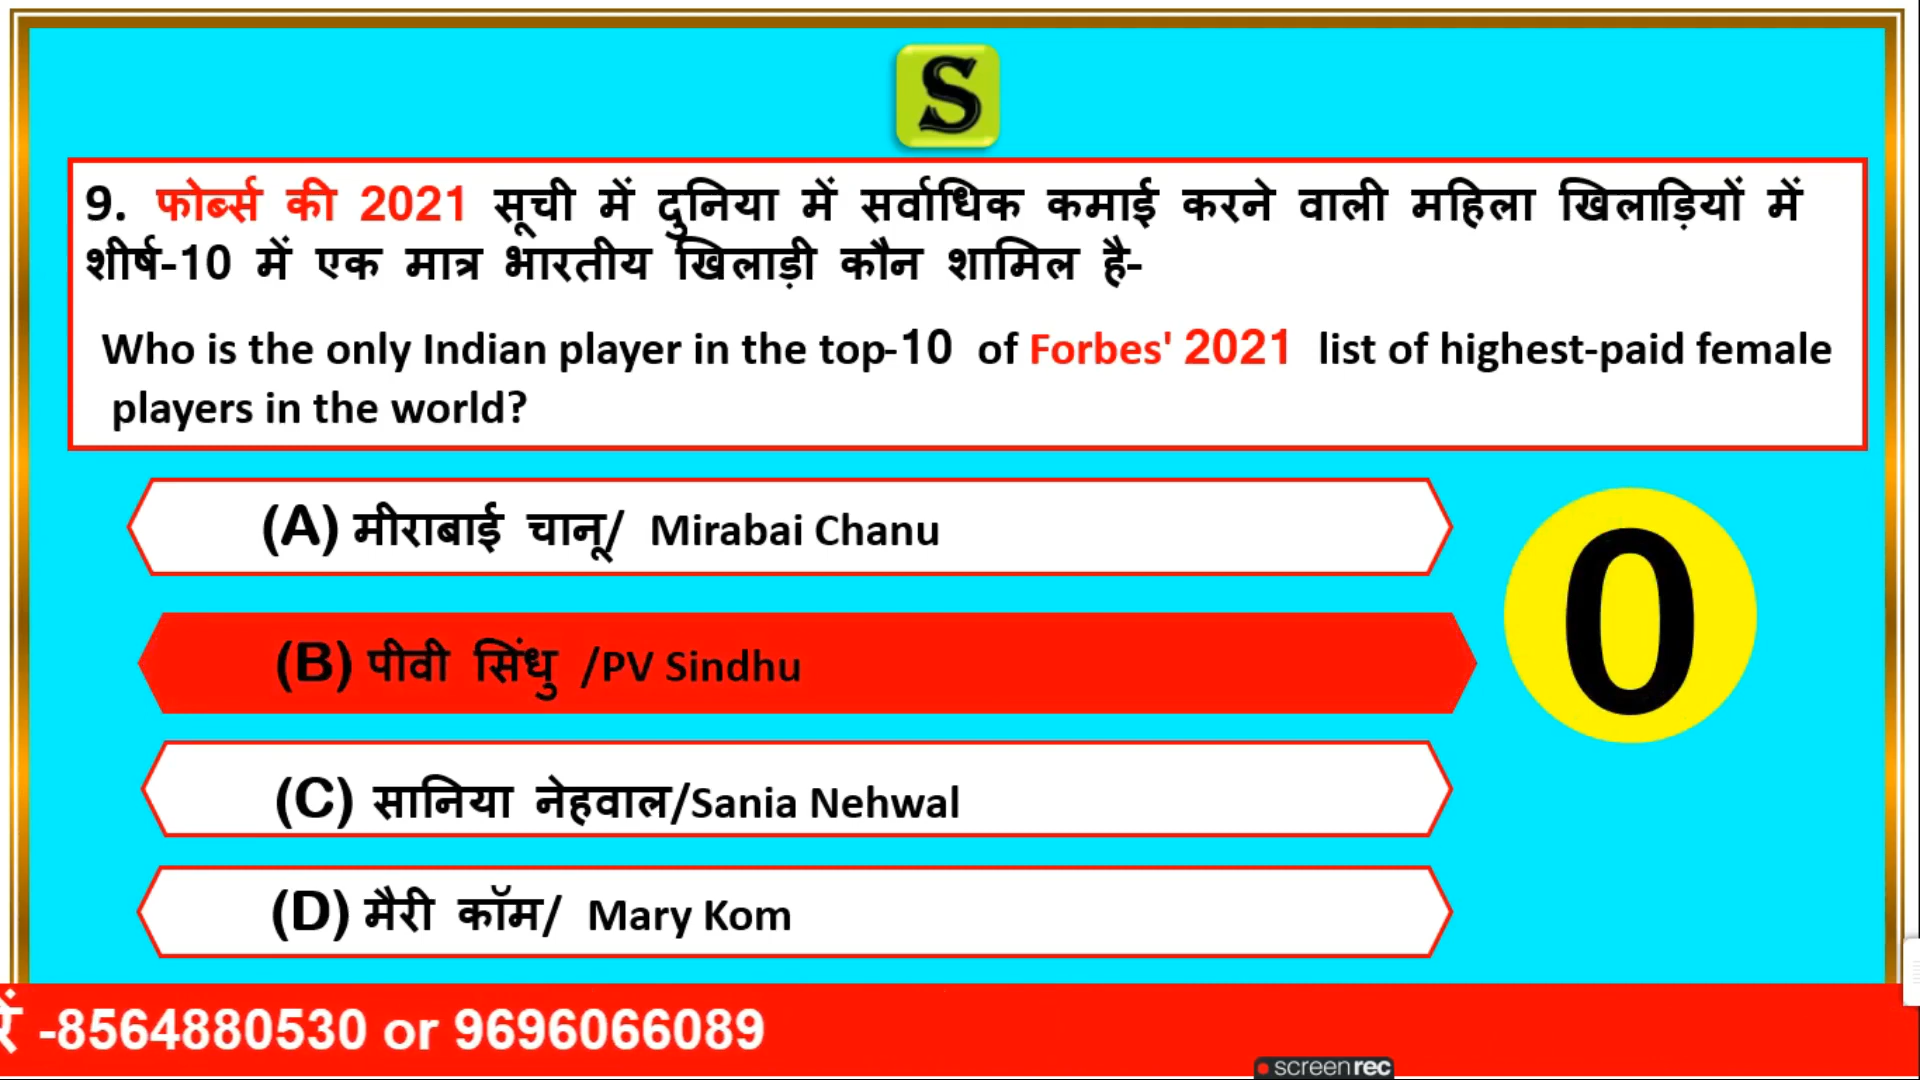 S
9. फोर्ब्स की 2021 सूची में दुनिया में सर्वाधिक कमाई करने वाली महिला खिलाड़ियों में
शीर्ष-10 में एक मात्र भारतीय खिलाड़ी कौन शामिल है-
Who is the only Indian player in the top-10 of Forbes' 2021 list of highest-paid female
players in the world?
(A) मीराबाई चानू/ Mirabai Chanu
0
(B) पीवी सिंधु /PV Sindhu
(C) सानिया नेहवाल/Sania Nehwal
(D) मैरी कॉम/ Mary Kom
-8564880530 or 9696066089
screenrec